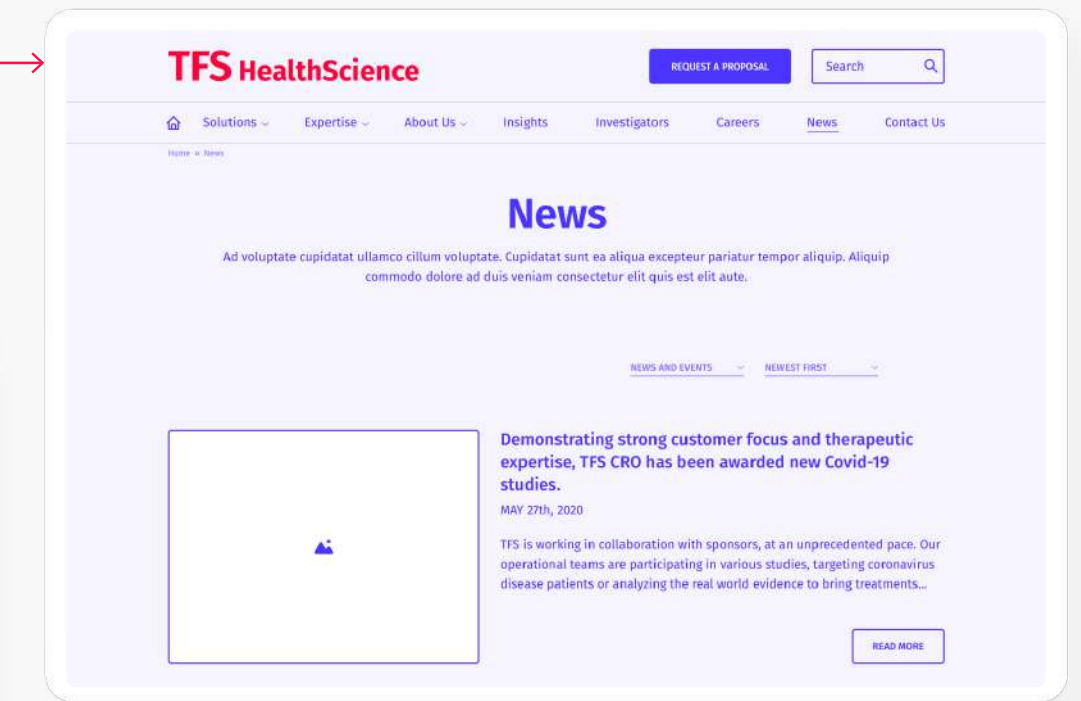 TFS HealthScience
REQUEST A PROPOSAL
Search
Solutions
Expertise
About Us
Insights
Investigators
Careers
News
Contact Us
Home » News
News
Ad voluptate cupidatat ullamco cillum voluptate. Cupidatat sunt ea aliqua excepteur pariatur tempor aliquip. Aliquip
commodo dolore ad duis veniam consectetur elit quis est elit aute.
NEWS AND EVENTS
NEWEST FIRST
Demonstrating strong customer focus and therapeutic
expertise, TFS CRO has been awarded new Covid-19
studies.
MAY 27th, 2020
TFS is working in collaboration with sponsors, at an unprecedented pace. Our
operational teams are participating in various studies, targeting coronavirus
disease patients or analyzing the real world evidence to bring treatments...
READ MORE